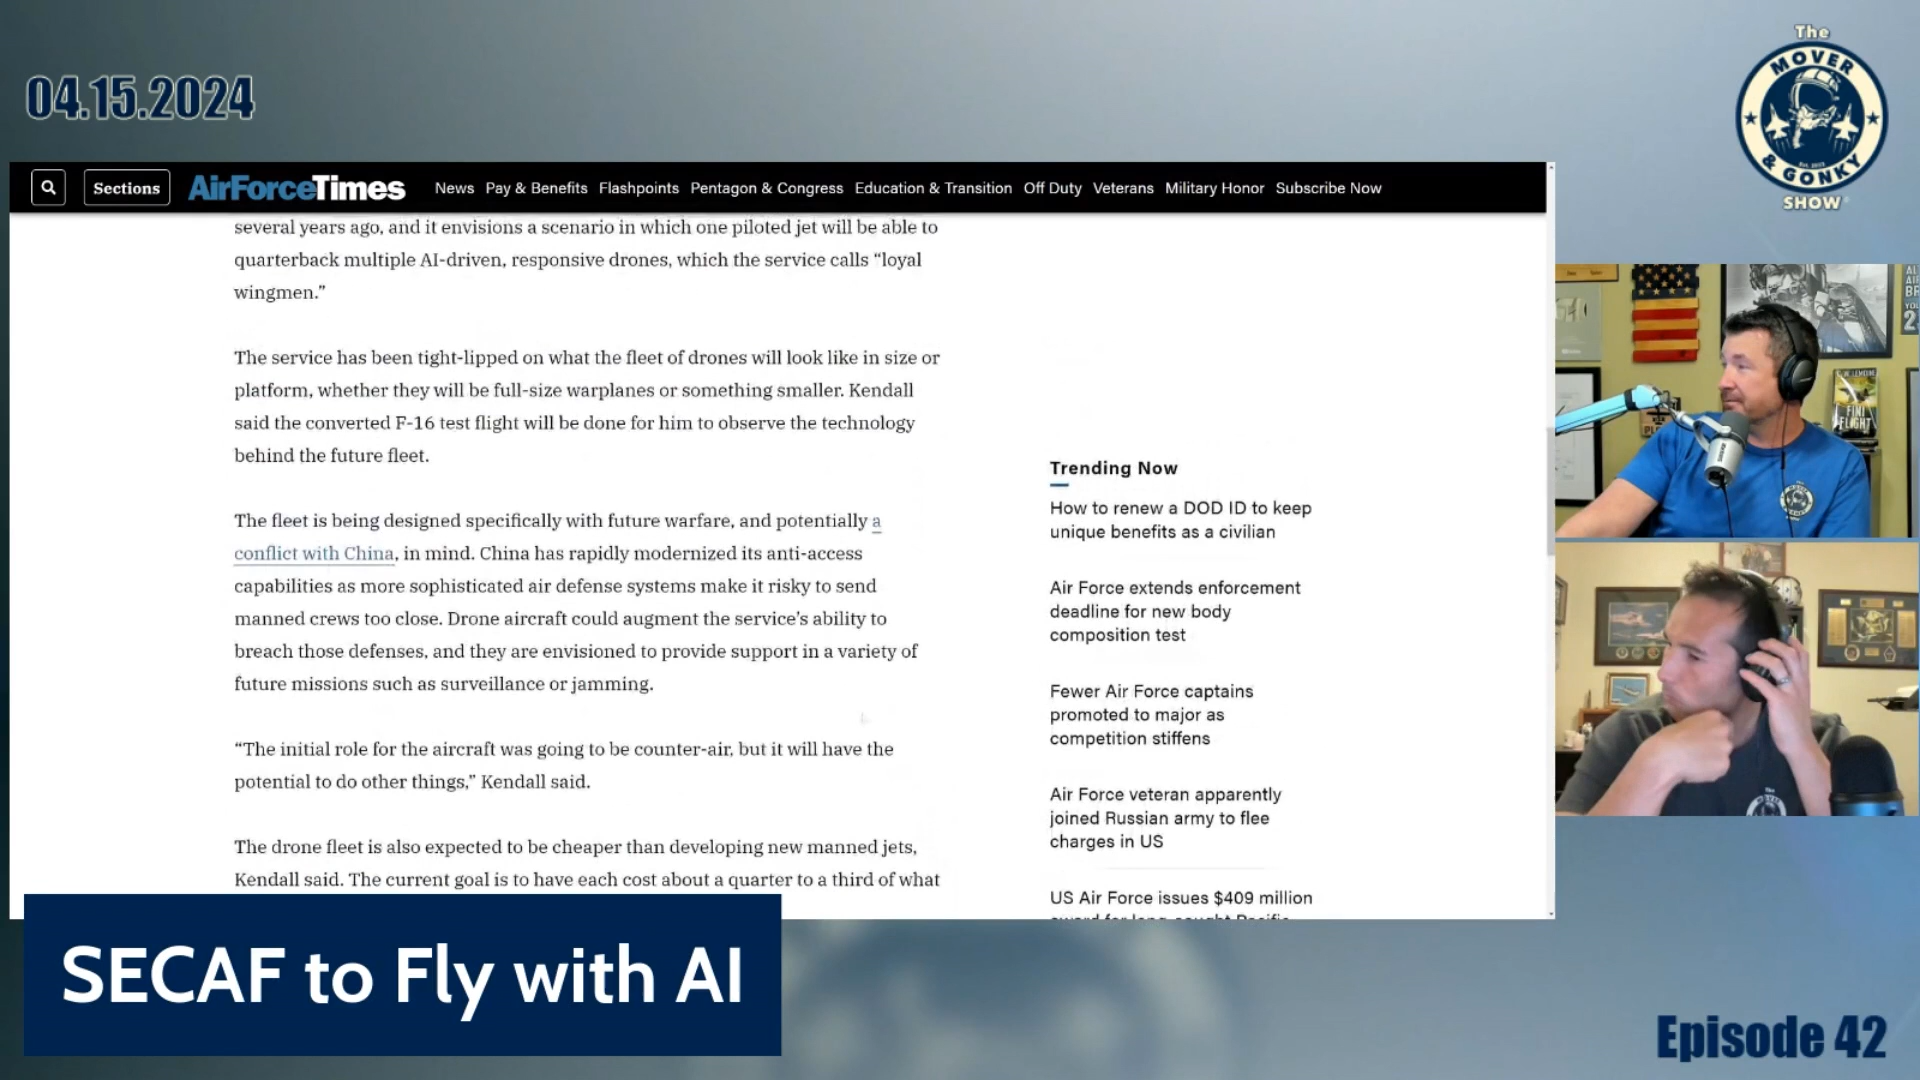 04.15.2024
The
MOVER
& GONKY
SHOW
Sections
AirForceTimes
News Pay & Benefits Flashpoints Pentagon & Congress Education & Transition Off Duty Veterans Military Honor Subscribe Now
several years ago, and it envisions a scenario in which one piloted jet will be able to
quarterback multiple AI-driven, responsive drones, which the service calls “loyal
wingmen.”
The service has been tight-lipped on what the fleet of drones will look like in size or
platform, whether they will be full-size warplanes or something smaller. Kendall
said the converted F-16 test flight will be done for him to observe the technology
behind the future fleet.
The fleet is being designed specifically with future warfare, and potentially a
conflict with China, in mind. China has rapidly modernized its anti-access
capabilities as more sophisticated air defense systems make it risky to send
manned crews too close. Drone aircraft could augment the service’s ability to
breach those defenses, and they are envisioned to provide support in a variety of
future missions such as surveillance or jamming.
“The initial role for the aircraft was going to be counter-air, but it will have the
potential to do other things,” Kendall said.
The drone fleet is also expected to be cheaper than developing new manned jets,
Kendall said. The current goal is to have each cost about a quarter to a third of what
Trending Now
How to renew a DOD ID to keep
unique benefits as a civilian
Air Force extends enforcement
deadline for new body
composition test
Fewer Air Force captains
promoted to major as
competition stiffens
Air Force veteran apparently
joined Russian army to flee
charges in US
US Air Force issues $409 million
FINI
FLIGHT
SECAF to Fly with AI
Episode 42